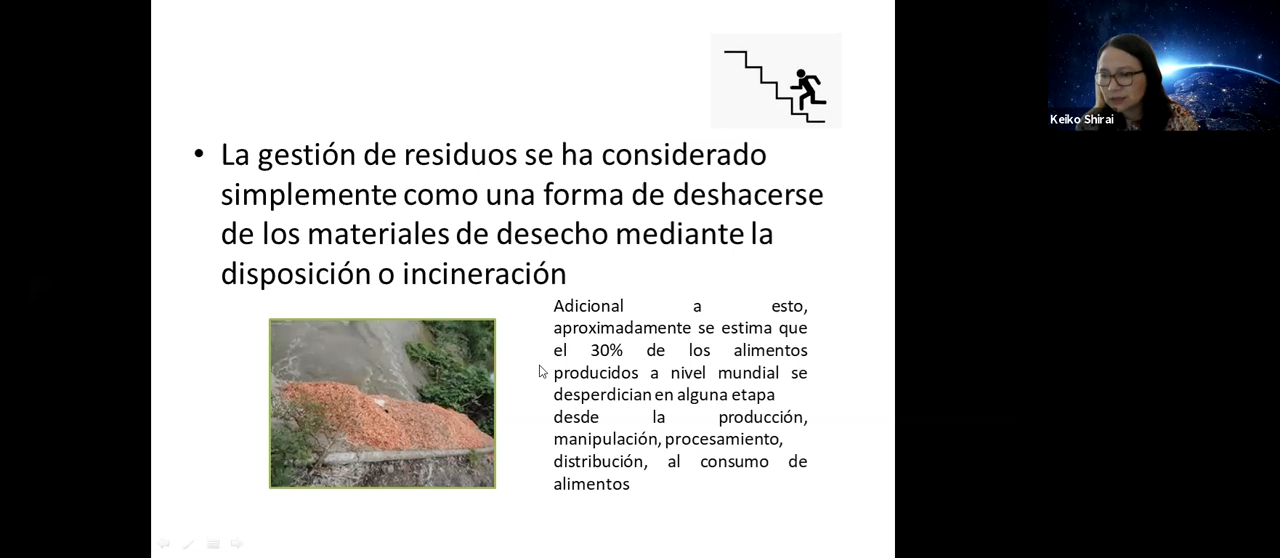 Keiko Shirai
• La gestión de residuos se ha considerado
simplemente como una forma de deshacerse
de los materiales de desecho mediante la
disposición o incineración
Adicional a esto,
aproximadamente se estima que
el 30% de los alimentos
producidos a nivel mundial se
desperdician en alguna etapa
desde la producción,
manipulación, procesamiento,
distribución, al consumo de
alimentos